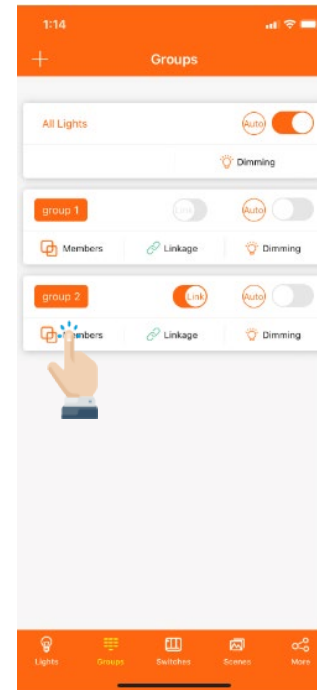 1:14
Groups
All Lights Auto
Dimming
group 1 Link Auto
Members Linkage Dimming
group 2 Link Auto
Members Linkage Dimming
Lights Groups Switches Scenes More